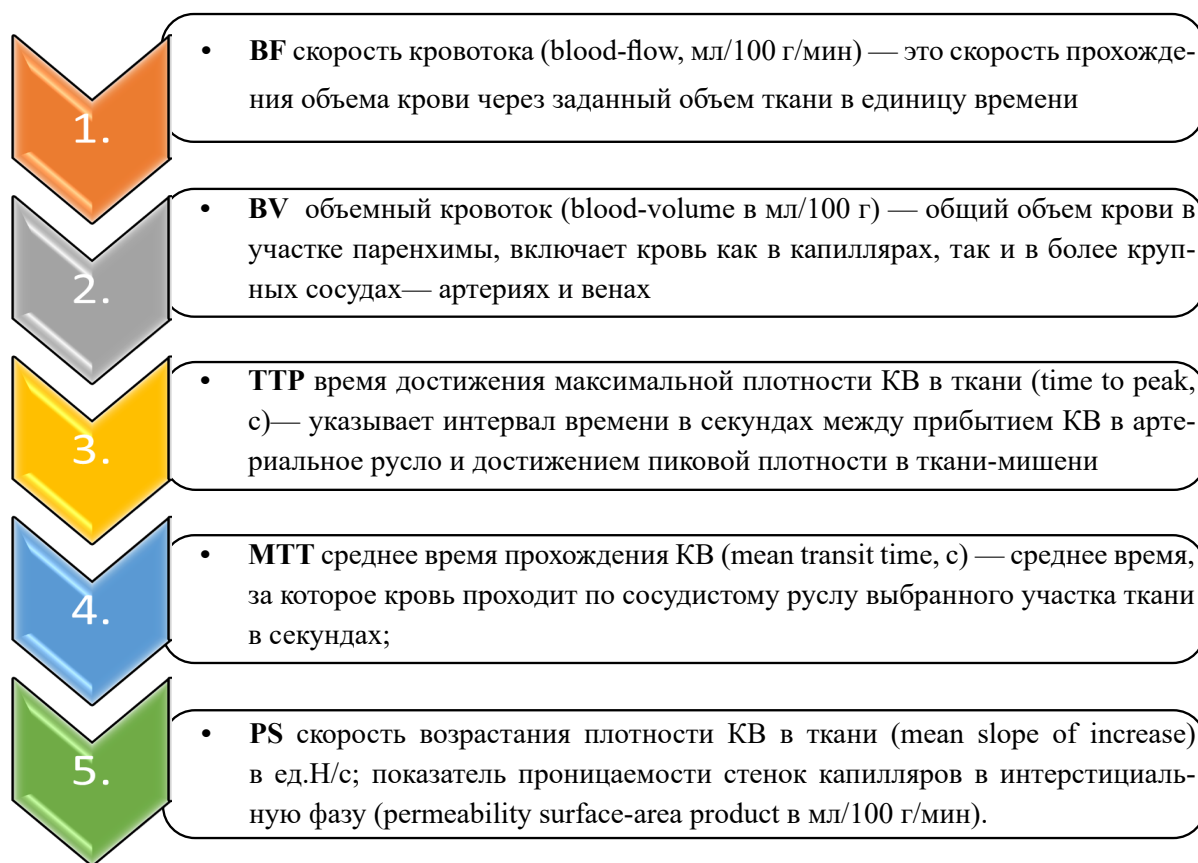 1.
• BF скорость кровотока (blood-flow, мл/100 г/мин) — это скорость прохожде-
ния объема крови через заданный объем ткани в единицу времени
2.
• BV объемный кровоток (blood-volume в мл/100 г) — общий объем крови в
участке паренхимы, включает кровь как в капиллярах, так и в более круп-
ных сосудах— артериях и венах
3.
• TTP время достижения максимальной плотности КВ в ткани (time to peak,
с)— указывает интервал времени в секундах между прибытием КВ в арте-
риальное русло и достижением пиковой плотности в ткани-мишени
4.
• MTT среднее время прохождения КВ (mean transit time, с) — среднее время,
за которое кровь проходит по сосудистому руслу выбранного участка ткани
в секундах;
5.
• PS скорость возрастания плотности КВ в ткани (mean slope of increase)
в ед.Н/с; показатель проницаемости стенок капилляров в интерстициаль-
ную фазу (permeability surface-area product в мл/100 г/мин).